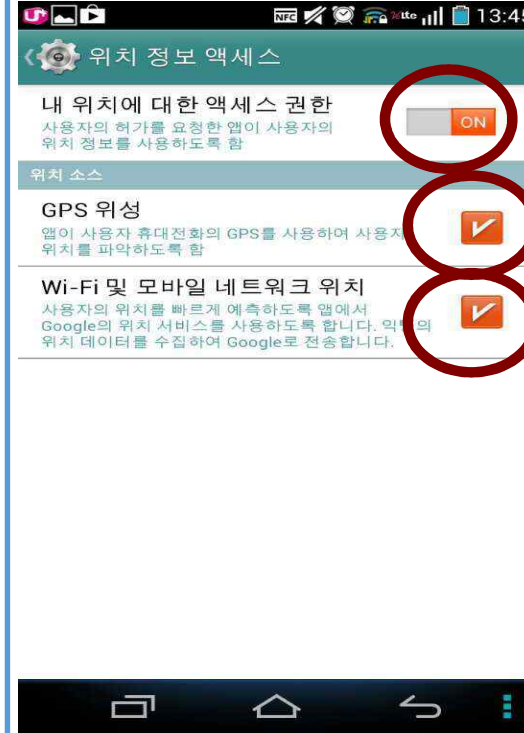 NFC LTE 13:45
위치 정보 액세스
내 위치에 대한 액세스 권한
ON
사용자의 허가를 요청한 앱이 사용자의
위치 정보를 사용하도록 함
위치 소스
GPS 위성
앱이 사용자 휴대전화의 GPS를 사용하여 사용자
위치를 파악하도록 함
Wi-Fi 및 모바일 네트워크 위치
사용자의 위치를 빠르게 예측하도록 앱에서
Google의 위치 서비스를 사용하도록 합니다.
위치 데이터를 수집하여 Google로 전송합니다.